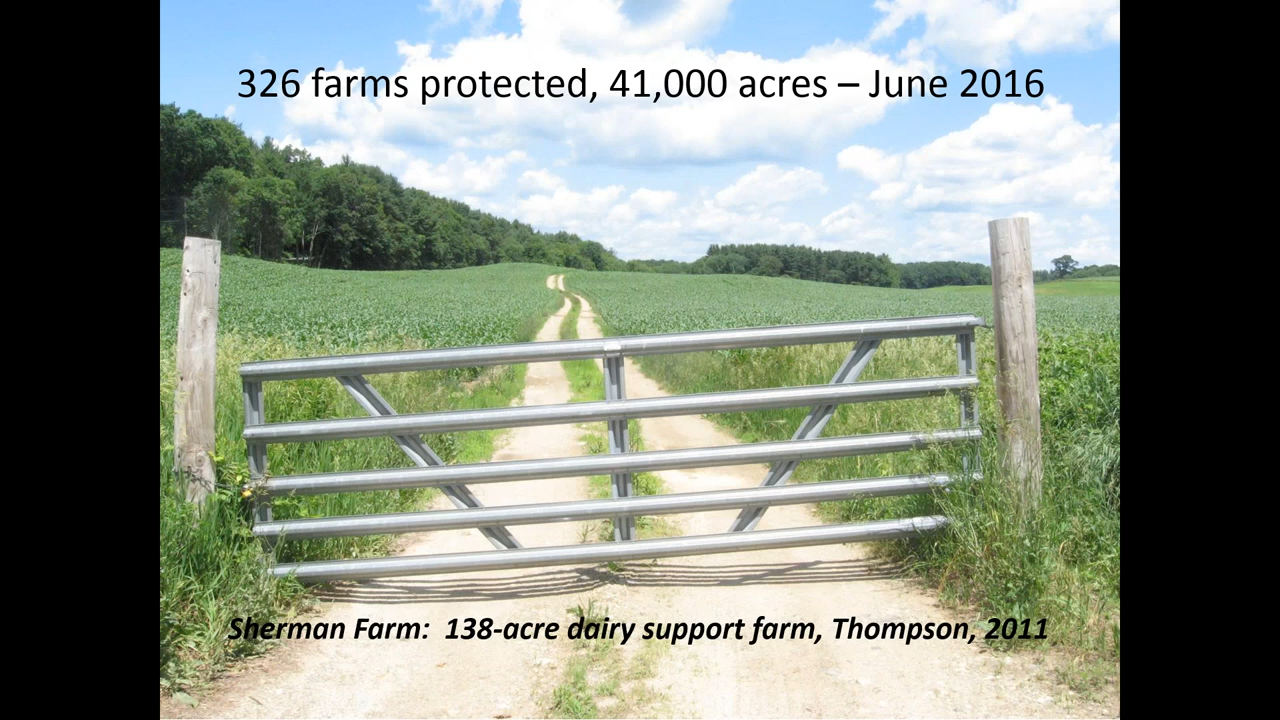 326 farms protected, 41,000 acres – June 2016
Sherman Farm: 138-acre dairy support farm, Thompson, 2011